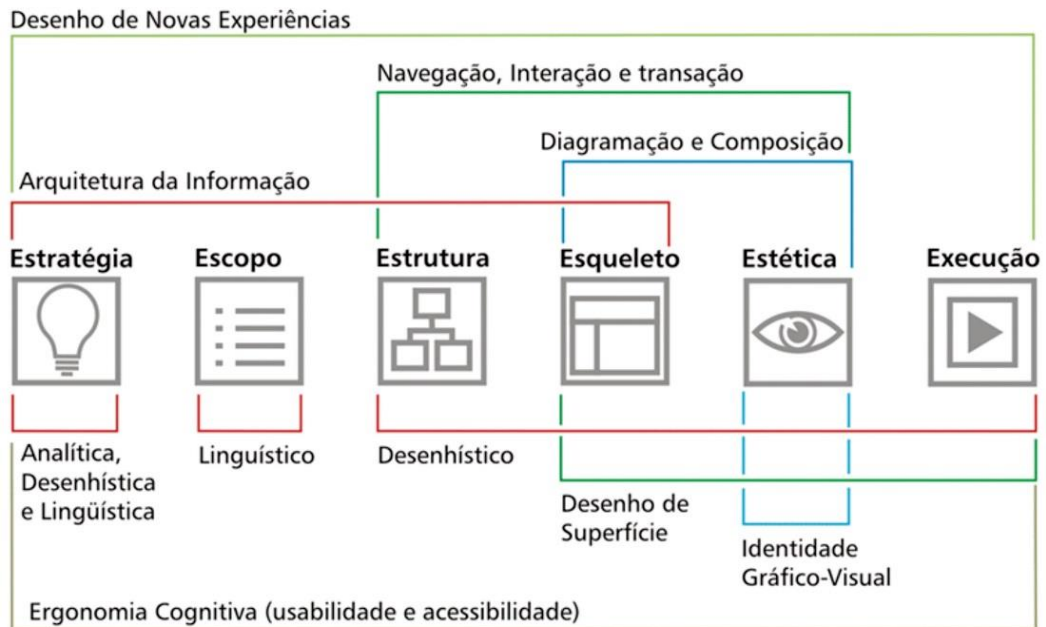 Desenho de Novas Experiências
Navegação, Interação e transação
Diagramação e Composição
Arquitetura da Informação
Estratégia
Escopo
Estrutura
Esqueleto
Estética
Execução
Analítica,
Desenhística
e Lingüística
Linguístico
Desenhístico
Desenho de
Superfície
Identidade
Gráfico-Visual
Ergonomia Cognitiva (usabilidade e acessibilidade)